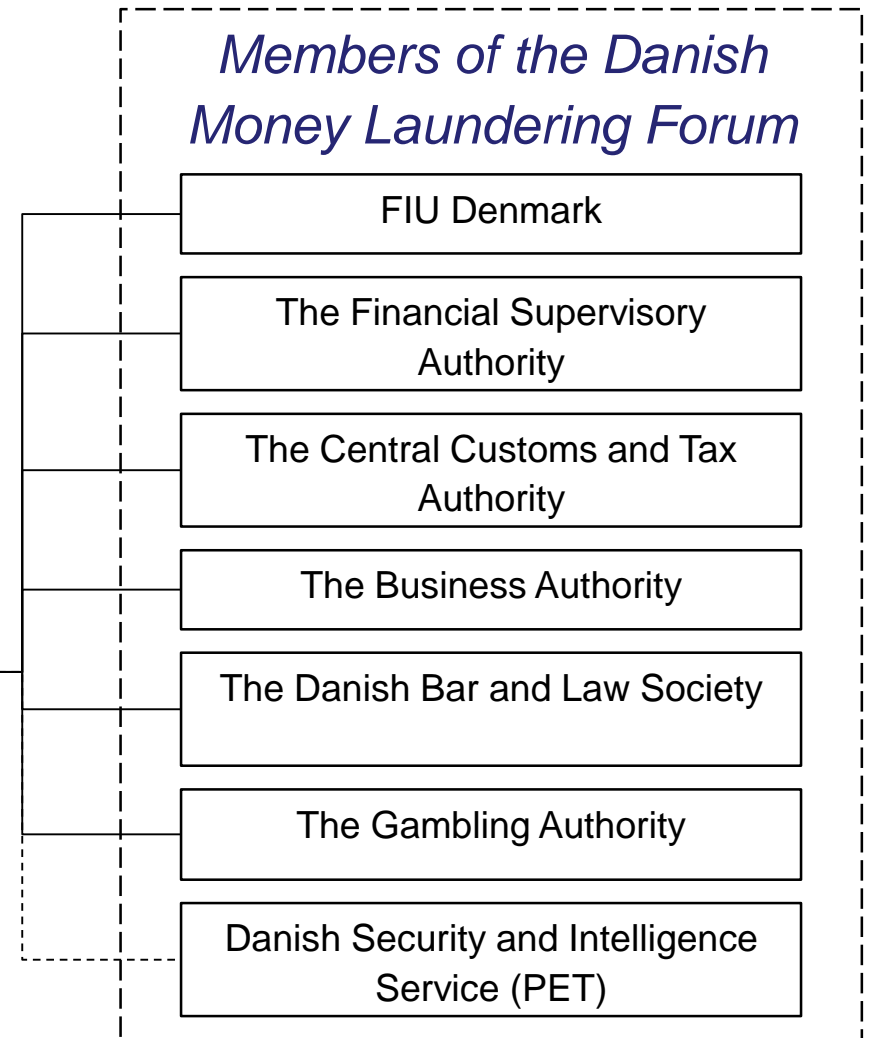 Members of the Danish
Money Laundering Forum
FIU Denmark
The Financial Supervisory
Authority
The Central Customs and Tax
Authority
The Business Authority
The Danish Bar and Law Society
The Gambling Authority
Danish Security and Intelligence
Service (PET)